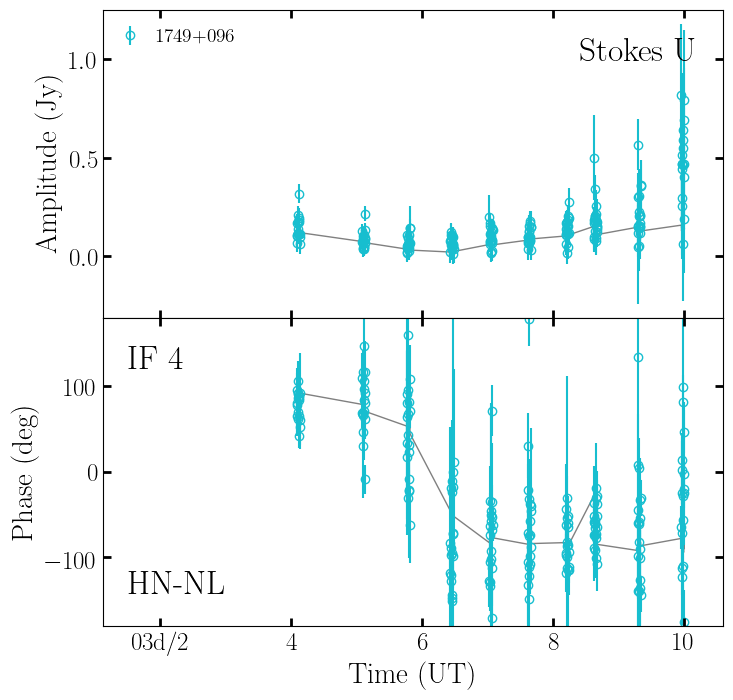 1749+096
Stokes U
Amplitude (Jy)
1.0
0.5
0.0
IF 4
Phase (deg)
100
0
−100
HN-NL
03d/2
4
6
8
10
Time (UT)